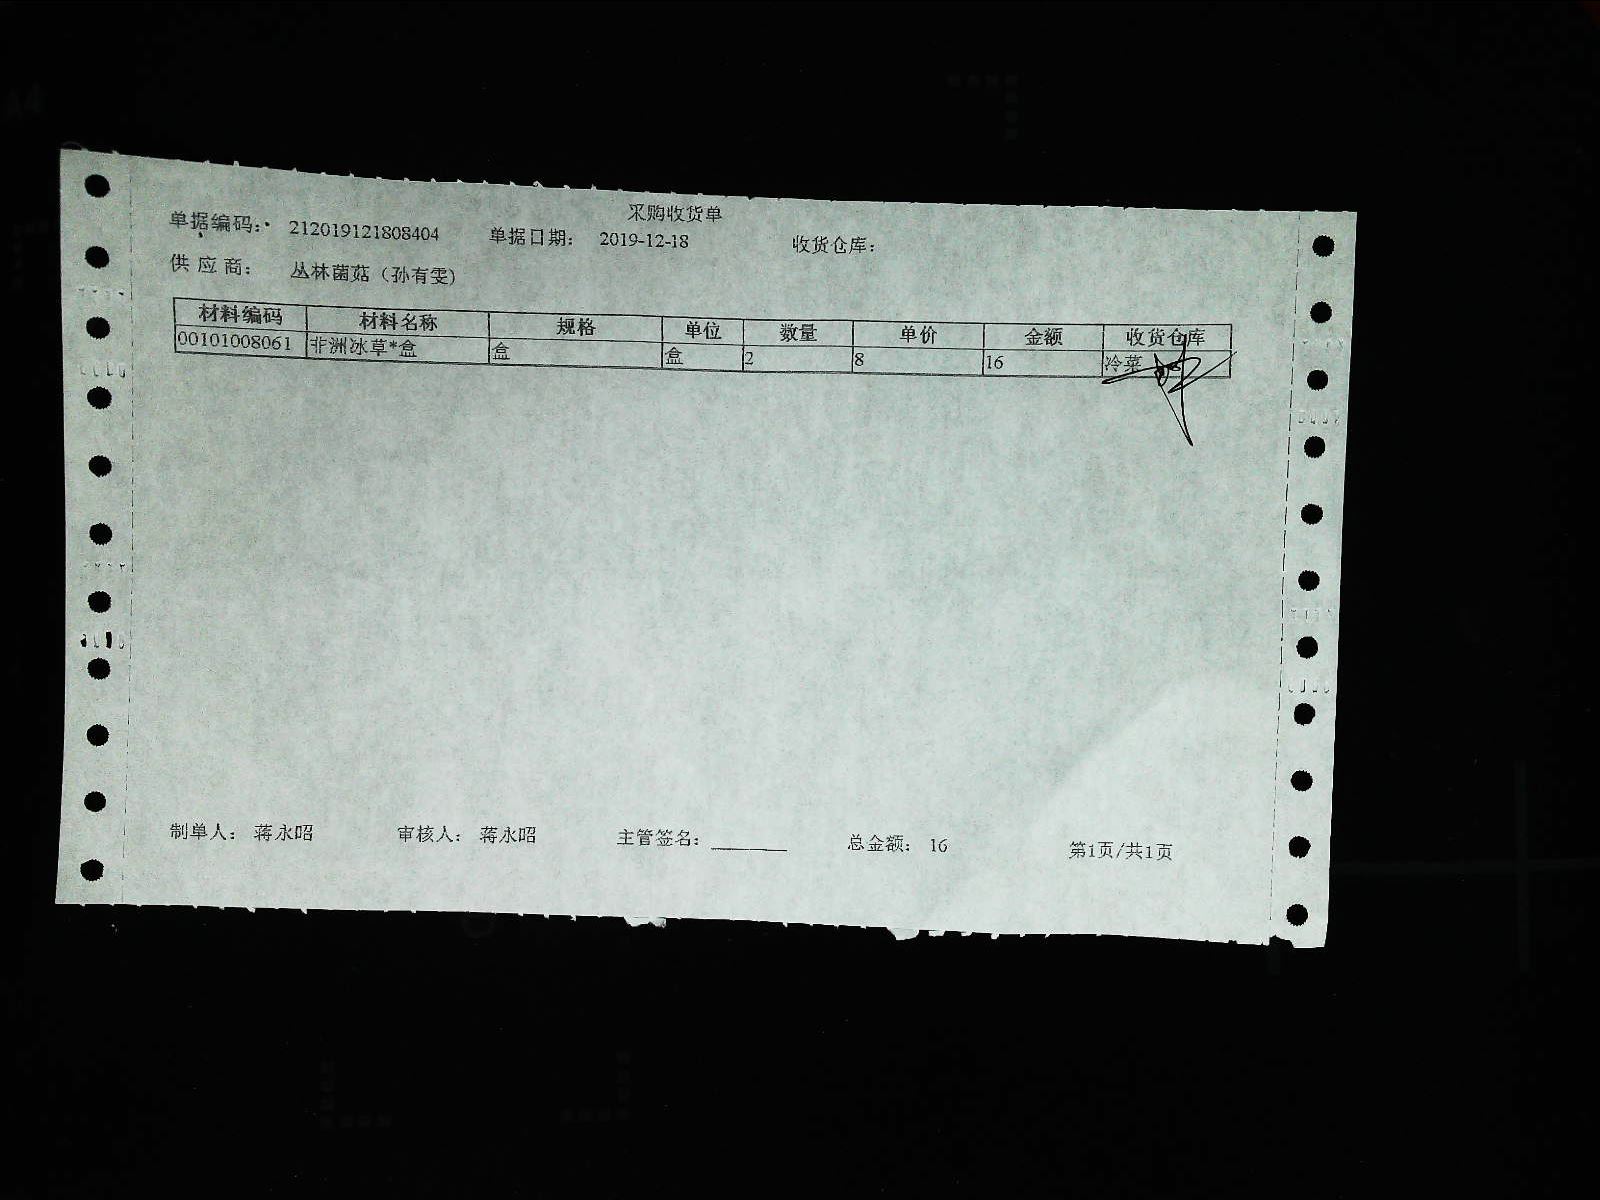 采购收货单
单据编码： 212019121808404 单据日期： 2019-12-18 收货仓库：
供应商： 丛林菌菇（孙有雯）
材料编码 材料名称 规格 单位 数量 单价 金额 收货仓库
00101008061 非洲冰草*盒 盒 盒 2 8 16 冷菜
制单人： 蒋永昭 审核人： 蒋永昭 主管签名： 总金额： 16 第1页/共1页